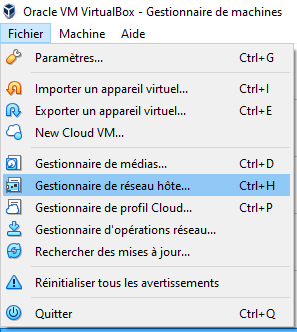 Oracle VM VirtualBox - Gestionnaire de machines
Fichier Machine Aide
Paramètres... Ctrl+G
Importer un appareil virtuel... Ctrl+I
Exporter un appareil virtuel... Ctrl+E
New Cloud VM...
Gestionnaire de médias... Ctrl+D
Gestionnaire de réseau hôte... Ctrl+H
Gestionnaire de profil Cloud... Ctrl+P
Gestionnaire d'opérations réseau...
Rechercher des mises à jour...
Réinitialiser tous les avertissements
Quitter Ctrl+Q